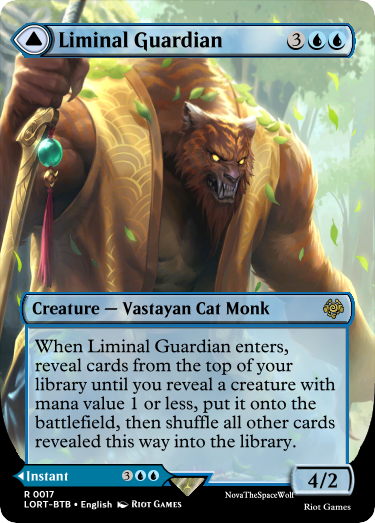 Liminal Guardian 3
Creature — Vastayan Cat Monk
When Liminal Guardian enters,
reveal cards from the top of your
library until you reveal a creature with
mana value 1 or less, put it onto the
battlefield, then shuffle all other cards
revealed this way into the library.
Instant 3
4/2
R 0017
LORT-BTB • English Riot Games
NovaTheSpaceWolf
Riot Games